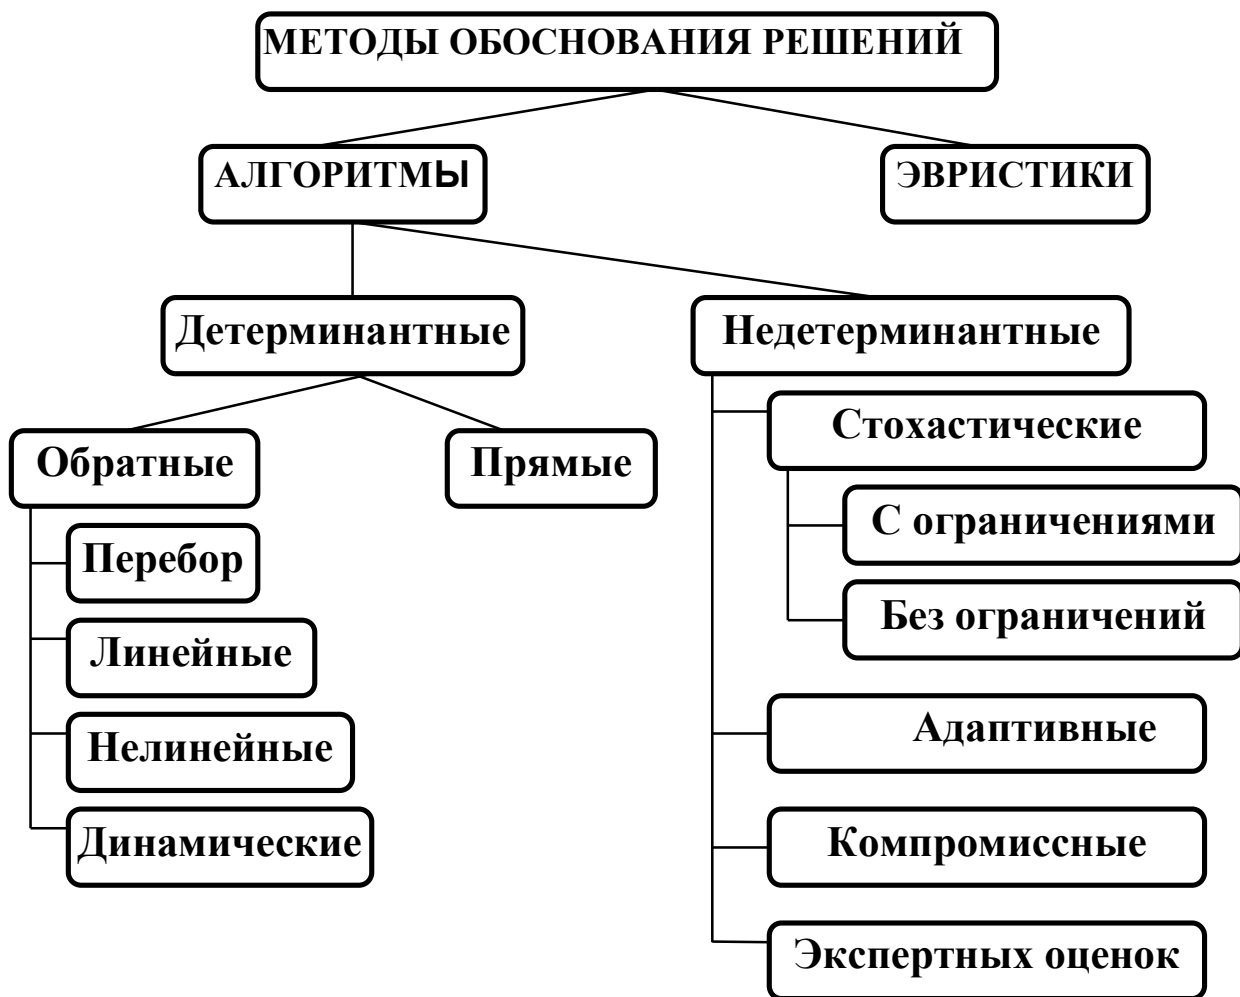 МЕТОДЫ ОБОСНОВАНИЯ РЕШЕНИЙ
АЛГОРИТМЫ
ЭВРИСТИКИ
Детерминантные
Недетерминантные
Обратные
Прямые
Перебор
Линейные
Нелинейные
Динамические
Стохастические
С ограничениями
Без ограничений
Адаптивные
Компромиссные
Экспертных оценок